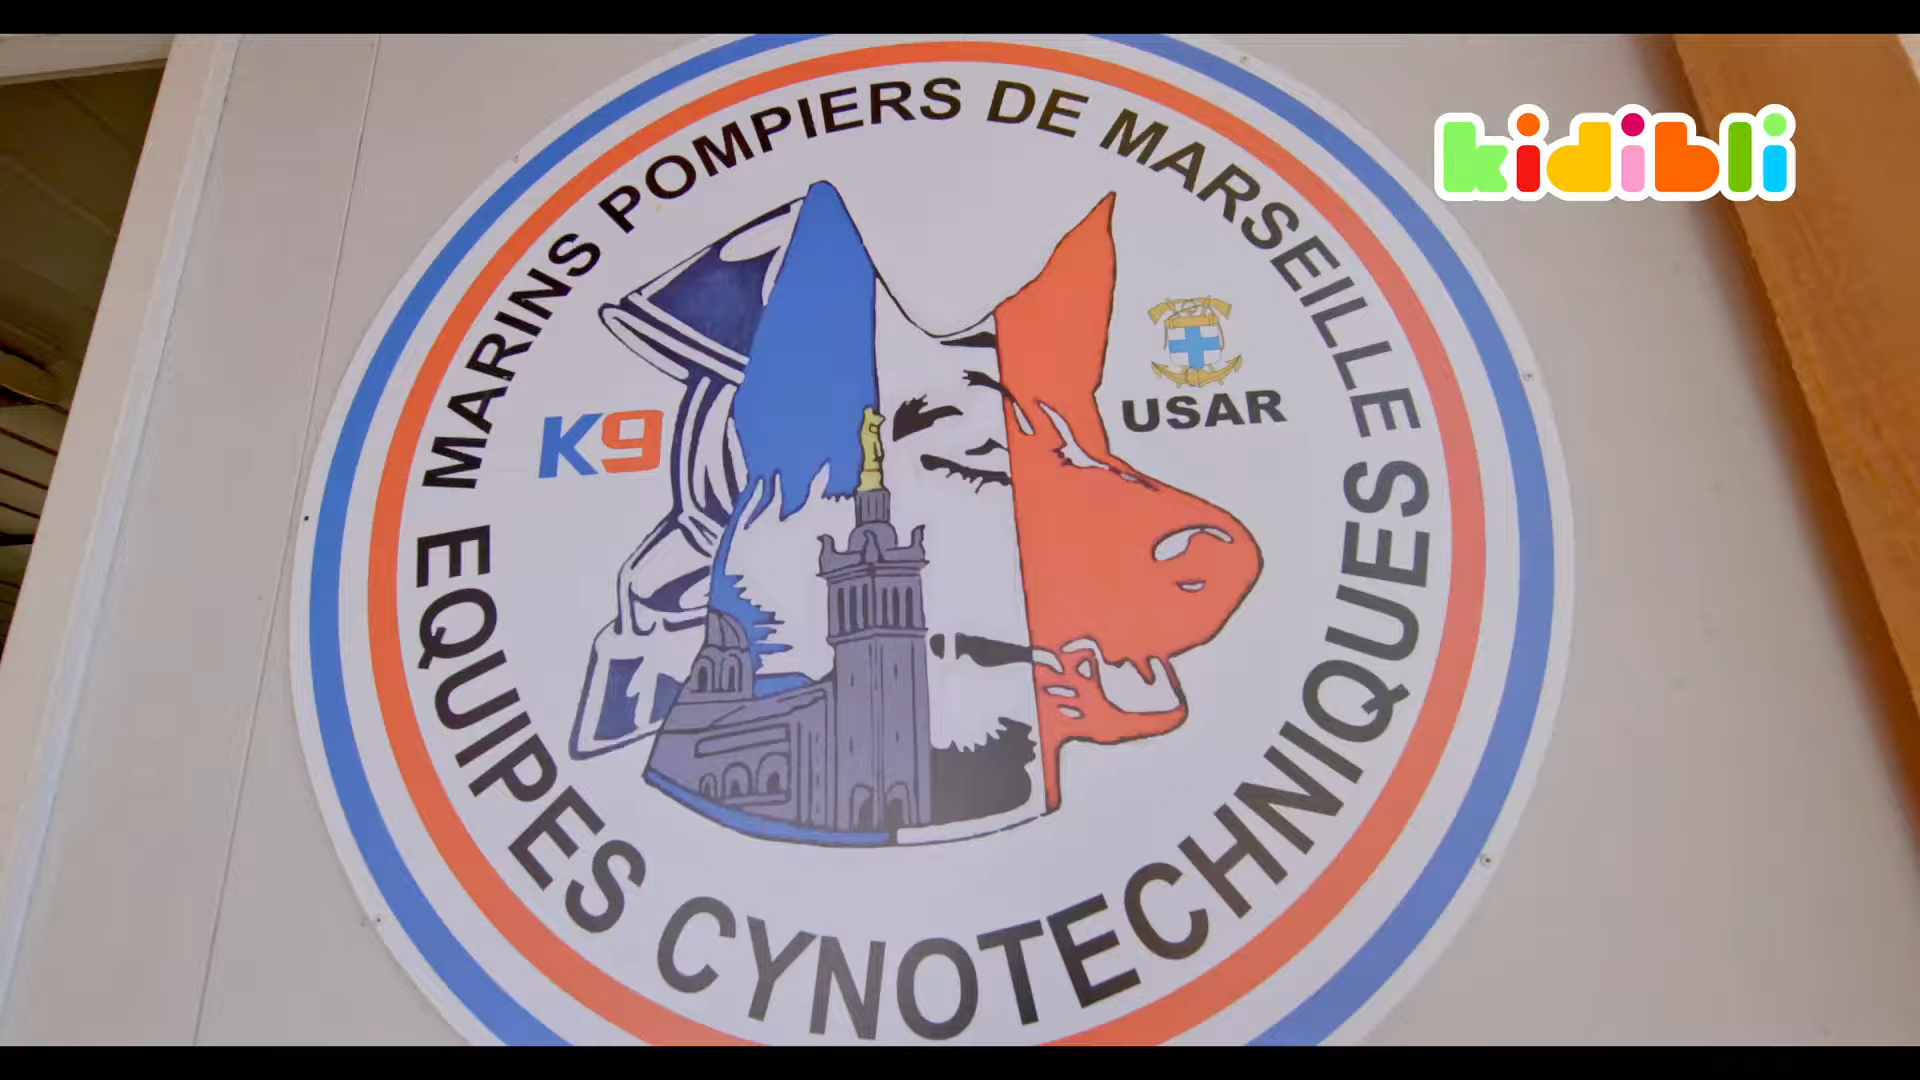 kidibli
MARINS POMPIERS DE MARSEILLE
K9
USAR
EQUIPES CYNOTECHNIQUES